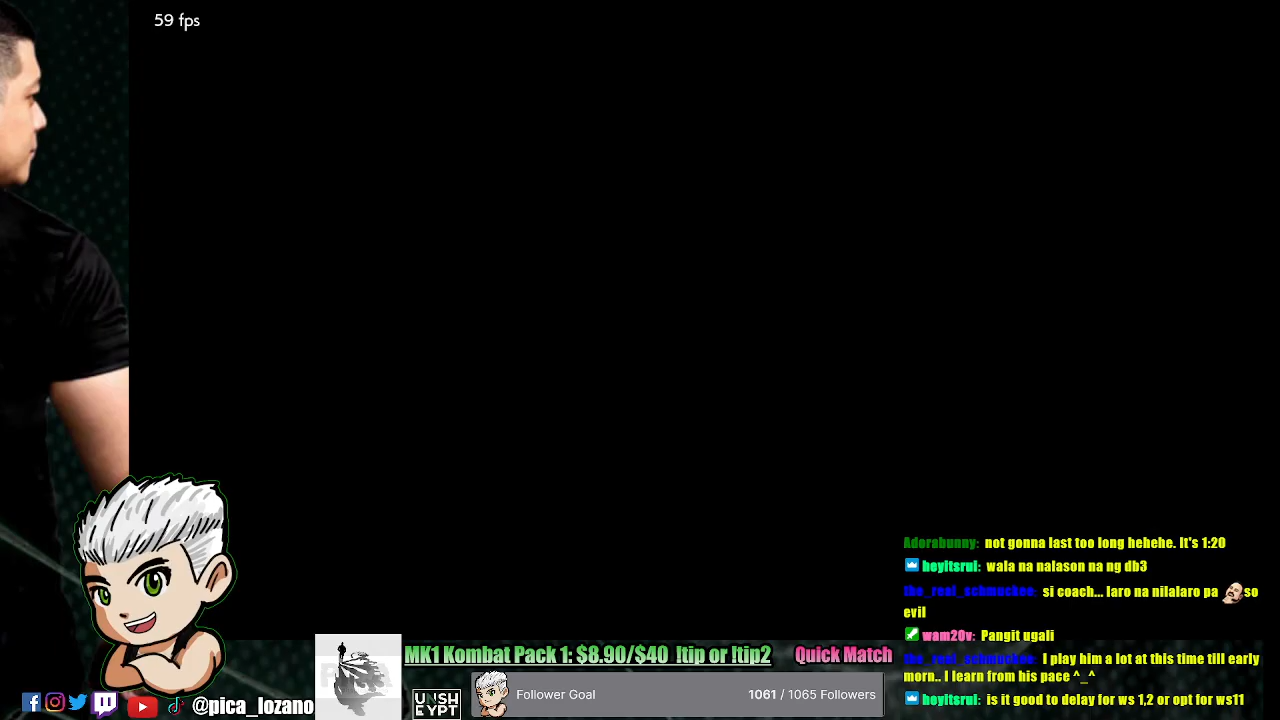 59 fps
Adorabunny: not gonna last too long hehehe. It's 1:20
heyitsrui: wala na nalason na ng db3
the_real_schmuckee: si coach... laro na nilalaro pa so
evil
wam20v: Pangit ugali
the_real_schmuckee: I play him a lot at this time till early
morn.. I learn from his pace ^_^
heyitsrui: is it good to delay for ws 1,2 or opt for ws11
MK1 Kombat Pack 1: $8.90/$40 !tip or !tip2
Quick Match
Follower Goal
1061 / 1065 Followers
UNSH
EYPT
@pica_lozano